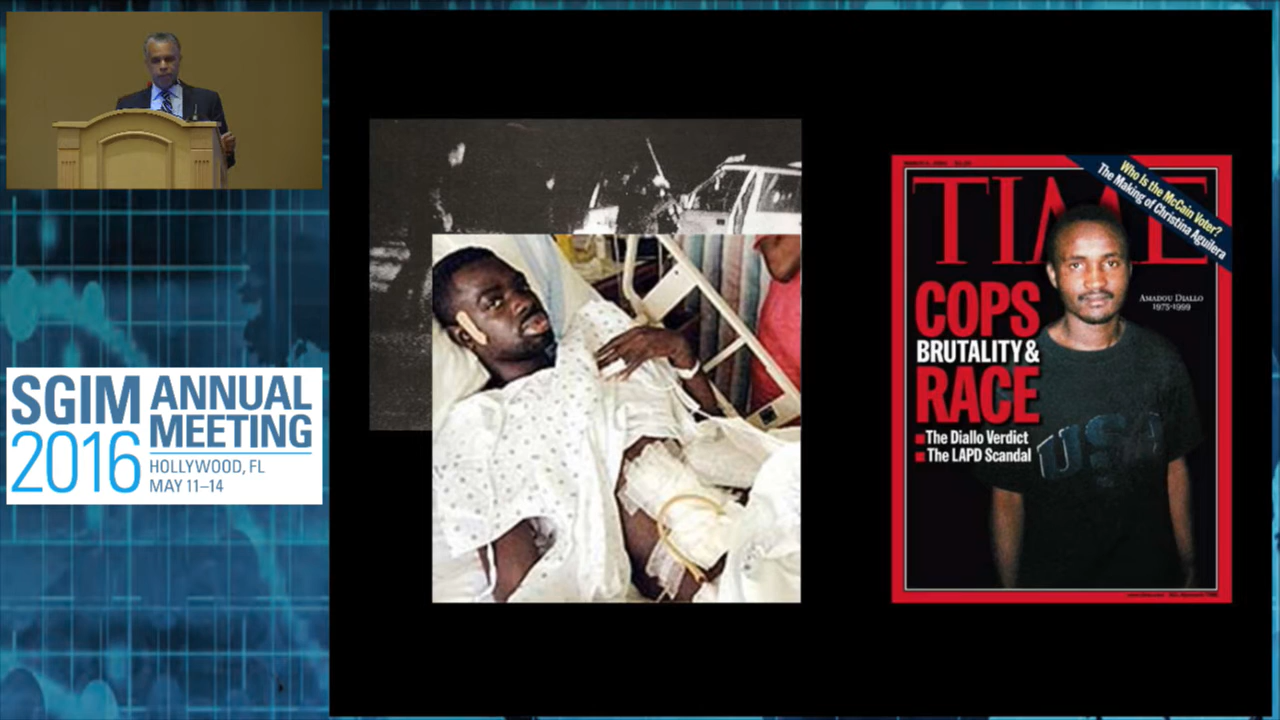 SGIM ANNUAL
2016 MEETING
HOLLYWOOD, FL
MAY 11–14
TIME
Who Is the McCain Voter?
The Making of Christina Aguilera
COPS
BRUTALITY &
RACE
The Diallo Verdict
The LAPD Scandal
AMADOU DIALLO
1975-1999
USA